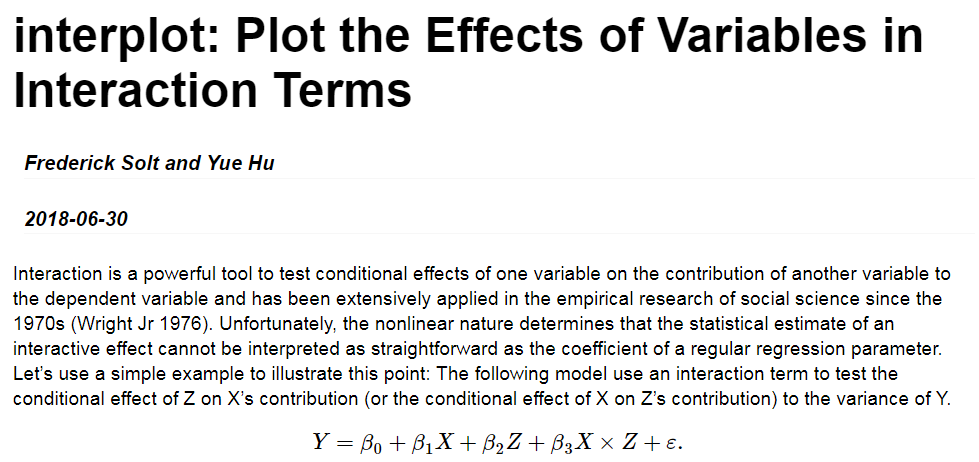 interplot: Plot the Effects of Variables in
Interaction Terms
Frederick Solt and Yue Hu
2018-06-30
Interaction is a powerful tool to test conditional effects of one variable on the contribution of another variable to
the dependent variable and has been extensively applied in the empirical research of social science since the
1970s (Wright Jr 1976). Unfortunately, the nonlinear nature determines that the statistical estimate of an
interactive effect cannot be interpreted as straightforward as the coefficient of a regular regression parameter.
Let’s use a simple example to illustrate this point: The following model use an interaction term to test the
conditional effect of Z on X’s contribution (or the conditional effect of X on Z’s contribution) to the variance of Y.
Y = β₀ + β₁X + β₂Z + β₃X × Z + ε.